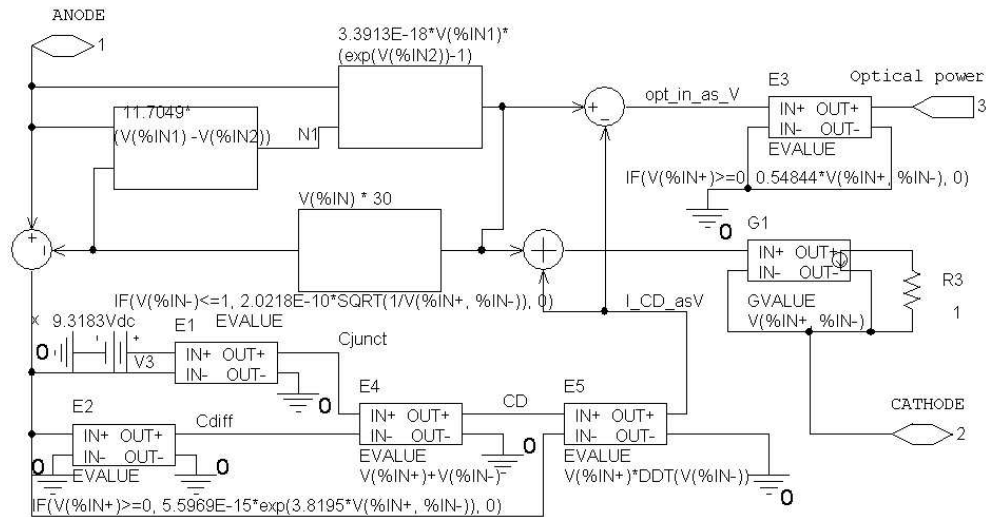 ANODE
1
3.3913E-18*V(%IN1)*
(exp(V(%IN2))-1)
11.7049*
(V(%IN1) -V(%IN2))
N1
+
−
opt_in_as_V
E3
IN+ OUT+
IN- OUT-
EVALUE
Optical power
3
IF(V(%IN+)>=0, 0.54844*V(%IN+, %IN-), 0)
0
V(%IN) * 30
+
-
G1
IN+ OUT+
IN- OUT-
GVALUE
V(%IN+, %IN-)
R3
1
IF(V(%IN-)<=1, 2.0218E-10*SQRT(1/V(%IN+, %IN-)), 0)
I_CD_asV
x
9.3183Vdc
0
-
+
V3
E1
EVALUE
IN+ OUT+
IN- OUT-
0
Cjunct
E2
IN+ OUT+
IN- OUT-
EVALUE
0
0
Cdiff
E4
IN+ OUT+
IN- OUT-
EVALUE
V(%IN+)+V(%IN-)
0
CD
E5
IN+ OUT+
IN- OUT-
EVALUE
V(%IN+)*DDT(V(%IN-))
0
CATHODE
2
IF(V(%IN+)>=0, 5.5969E-15*exp(3.8195*V(%IN+, %IN-)), 0)